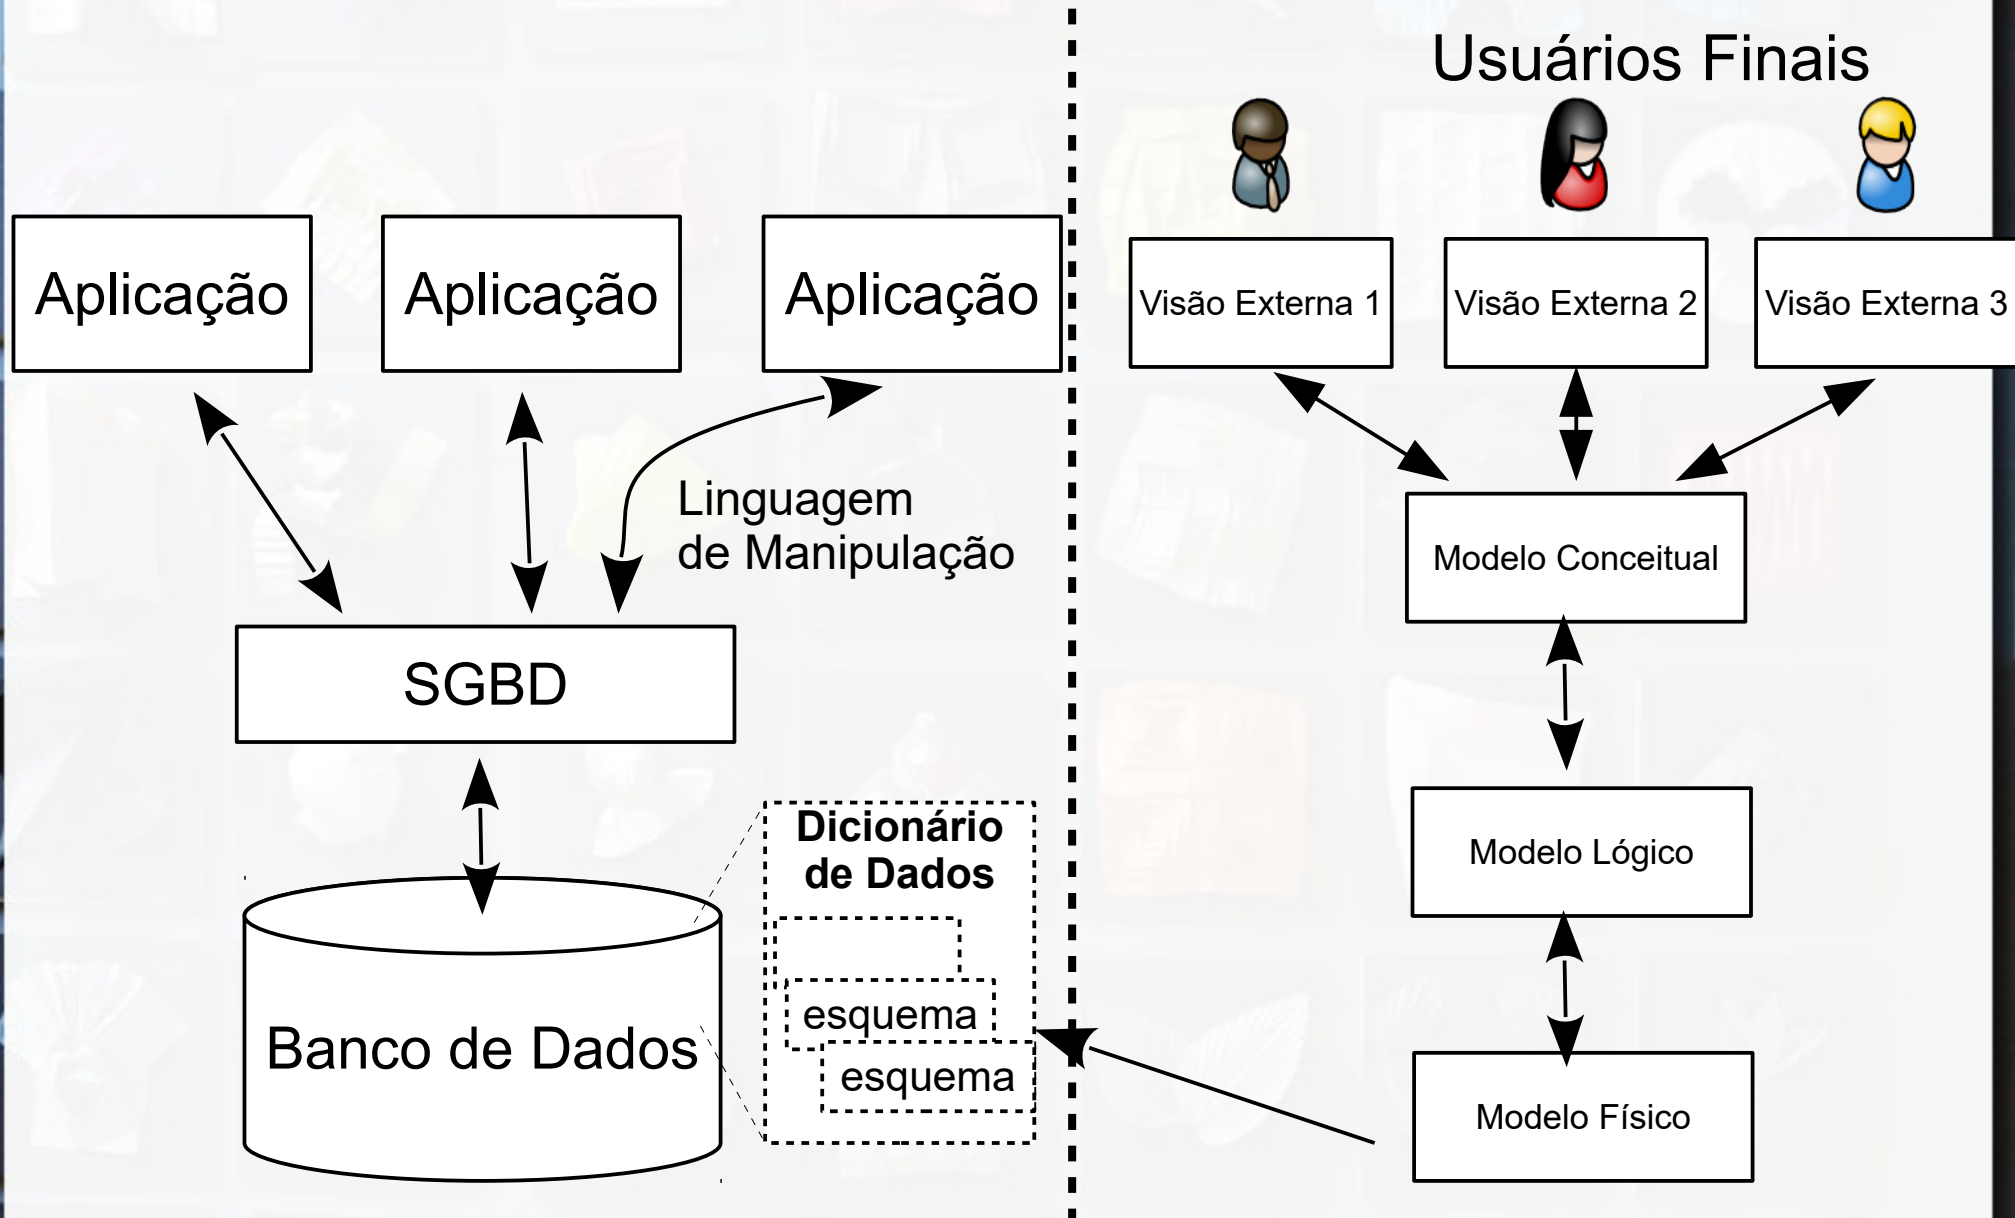 Usuários Finais
Aplicação
Aplicação
Aplicação
Visão Externa 1
Visão Externa 2
Visão Externa 3
Linguagem
de Manipulação
Modelo Conceitual
SGBD
Dicionário
de Dados
Modelo Lógico
esquema
Banco de Dados
esquema
Modelo Físico